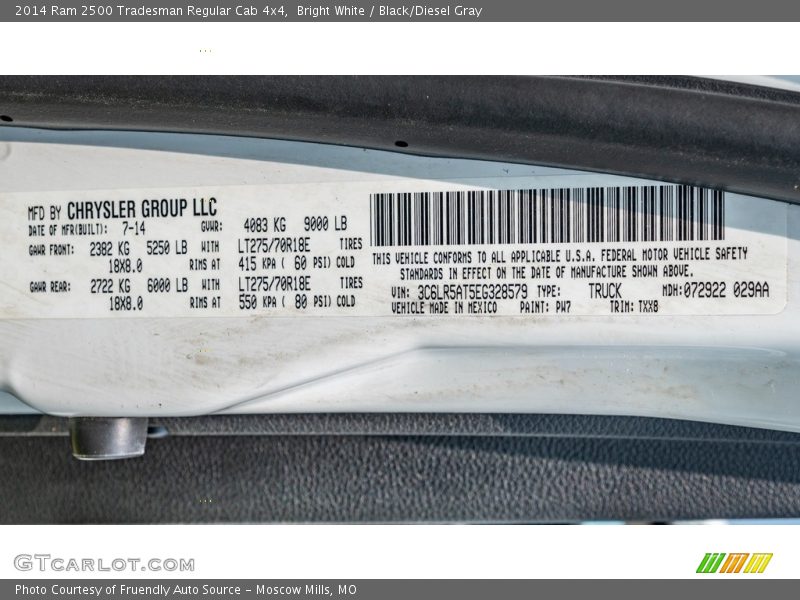 2014 Ram 2500 Tradesman Regular Cab 4x4, Bright White / Black/Diesel Gray
MFD BY CHRYSLER GROUP LLC
DATE OF MFR(BUILT): 7-14 GVWR: 4083 KG 9000 LB
GAWR FRONT: 2382 KG 5250 LB WITH LT275/70R18E TIRES
18X8.0 RIMS AT 415 KPA ( 60 PSI) COLD
GAWR REAR: 2722 KG 6000 LB WITH LT275/70R18E TIRES
18X8.0 RIMS AT 550 KPA ( 80 PSI) COLD
THIS VEHICLE CONFORMS TO ALL APPLICABLE U.S.A. FEDERAL MOTOR VEHICLE SAFETY
STANDARDS IN EFFECT ON THE DATE OF MANUFACTURE SHOWN ABOVE.
VIN: 3C6LR5AT5EG328579 TYPE: TRUCK MDH:072922 029AA
VEHICLE MADE IN MEXICO PAINT: PW7 TRIM: TXX8
GTCARLOT.COM
Photo Courtesy of Fruendly Auto Source - Moscow Mills, MO